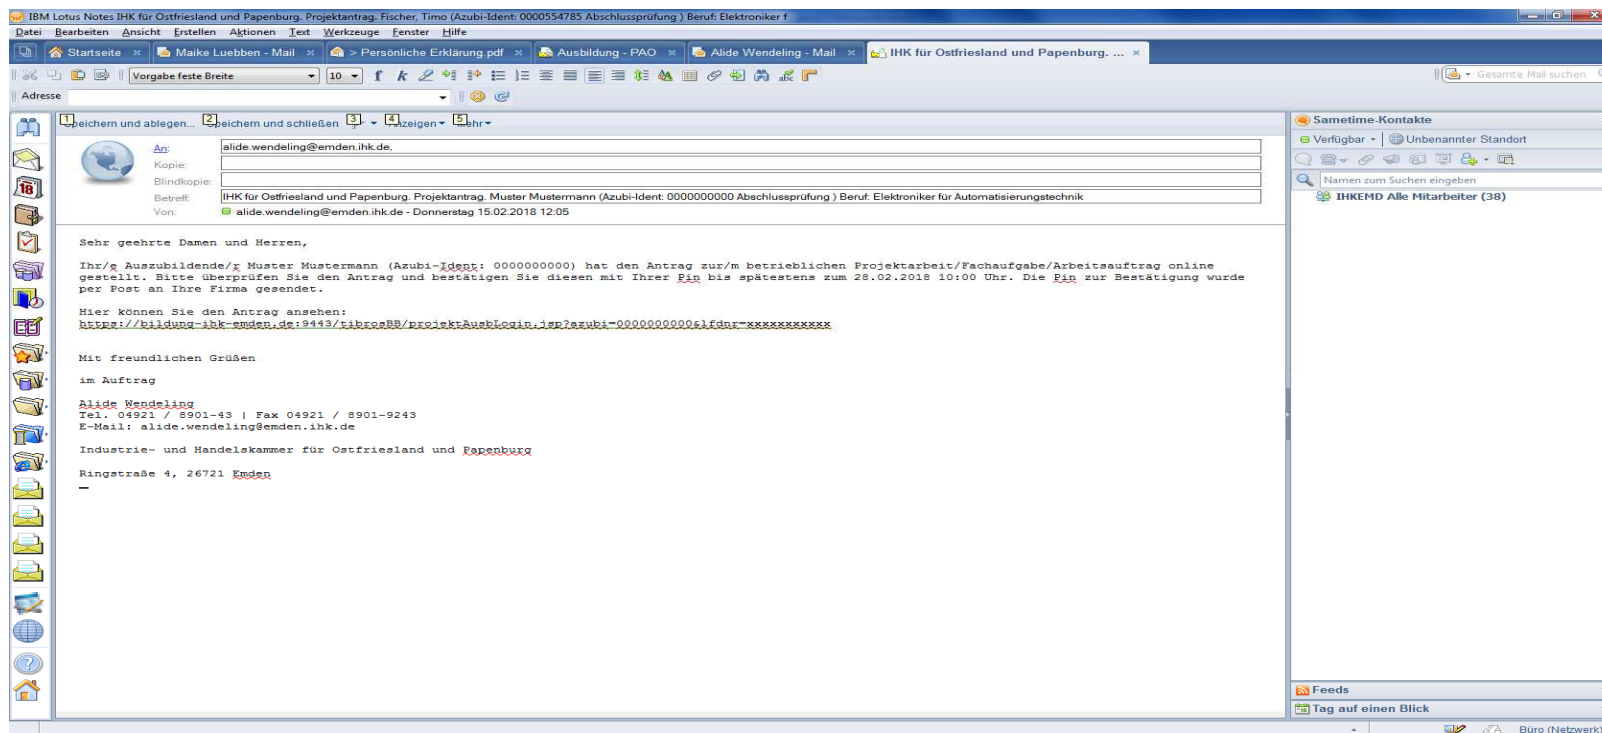 IBM Lotus Notes IHK für Ostfriesland und Papenburg. Projektantrag. Fischer, Timo (Azubi-Ident: 0000554785 Abschlussprüfung ) Beruf: Elektroniker f
Datei Bearbeiten Ansicht Erstellen Aktionen Text Werkzeuge Fenster Hilfe
Startseite Maike Luebben - Mail > Persönliche Erklärung.pdf Ausbildung - PAO Alide Wendeling - Mail IHK für Ostfriesland und Papenburg. ...
Vorgabe feste Breite 10 f k Gesamte Mail suchen
Adresse
1 peichern und ablegen... 2 peichern und schließen 3 4 zeigen 5 ehr
Sametime-Kontakte
Verfügbar Unbenannter Standort
Namen zum Suchen eingeben
IHKEMD Alle Mitarbeiter (38)
An: alide.wendeling@emden.ihk.de,
Kopie:
Blindkopie:
Betreff: IHK für Ostfriesland und Papenburg. Projektantrag. Muster Mustermann (Azubi-Ident: 0000000000 Abschlussprüfung ) Beruf: Elektroniker für Automatisierungstechnik
Von: alide.wendeling@emden.ihk.de - Donnerstag 15.02.2018 12:05
Sehr geehrte Damen und Herren,
Ihr/e Auszubildende/r Muster Mustermann (Azubi-Ident: 0000000000) hat den Antrag zur/m betrieblichen Projektarbeit/Fachaufgabe/Arbeitsauftrag online
gestellt. Bitte überprüfen Sie den Antrag und bestätigen Sie diesen mit Ihrer Pin bis spätestens zum 28.02.2018 10:00 Uhr. Die Pin zur Bestätigung wurde
per Post an Ihre Firma gesendet.
Hier können Sie den Antrag ansehen:
https://bildung-ihk-emden.de:9443/tibrosBB/projektAusbLogin.jsp?azubi=0000000000&lfdnr=xxxxxxxxxxx
Mit freundlichen Grüßen
im Auftrag
Alide Wendeling
Tel. 04921 / 8901-43 | Fax 04921 / 8901-9243
E-Mail: alide.wendeling@emden.ihk.de
Industrie- und Handelskammer für Ostfriesland und Papenburg
Ringstraße 4, 26721 Emden
Feeds
Tag auf einen Blick
Büro (Netzwerk)